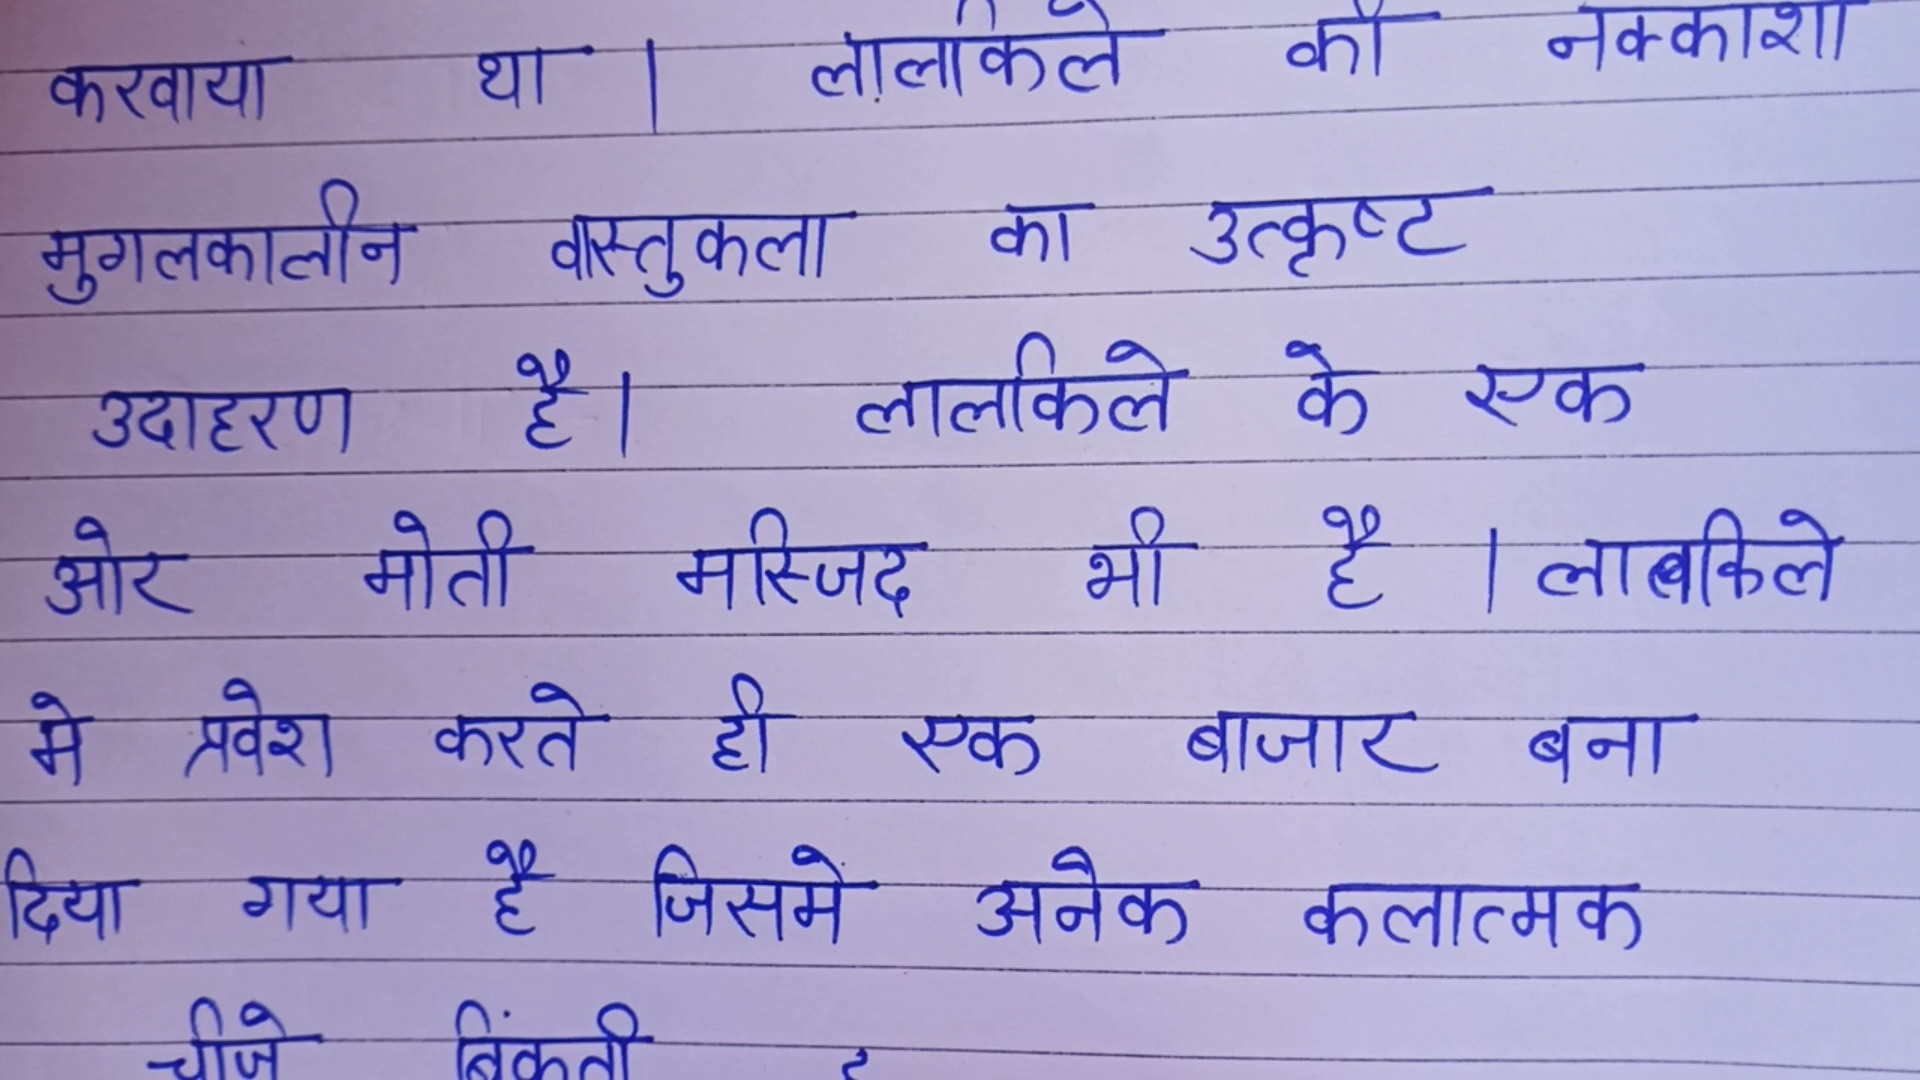 करवाया था | लालकिले की नक्काशी
मुगलकालीन वास्तुकला का उत्कृष्ट
उदाहरण है | लालकिले के एक
ओर मोती मस्जिद भी है | लालकिले
मे प्रवेश करते ही एक बाजार बना
दिया गया है जिसमे अनेक कलात्मक
चीजे बिंकती